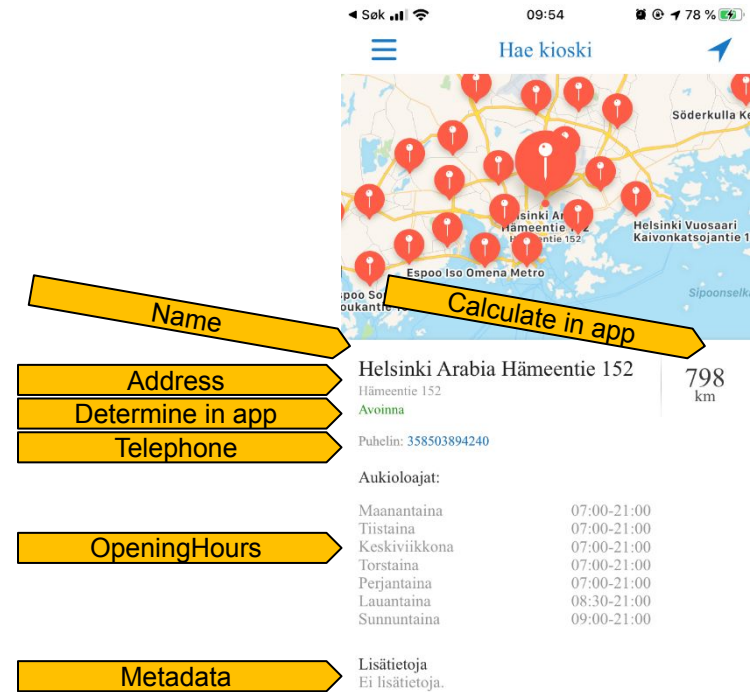 Søk
09:54
78 %
Hae kioski
Söderkulla Ke
Hämeentie 152
Helsinki Vuosaari
Kaivonkatsojantie 1
Espoo Iso Omena Metro
Sipoonselk
Name
Calculate in app
Address
Determine in app
Telephone
OpeningHours
Metadata
Helsinki Arabia Hämeentie 152
798
km
Hämeentie 152
Avoinna
Puhelin: 358503894240
Aukioloajat:
Maanantaina 07:00-21:00
Tiistaina 07:00-21:00
Keskiviikkona 07:00-21:00
Torstaina 07:00-21:00
Perjantaina 07:00-21:00
Lauantaina 08:30-21:00
Sunnuntaina 09:00-21:00
Lisätietoja
Ei lisätietoja.